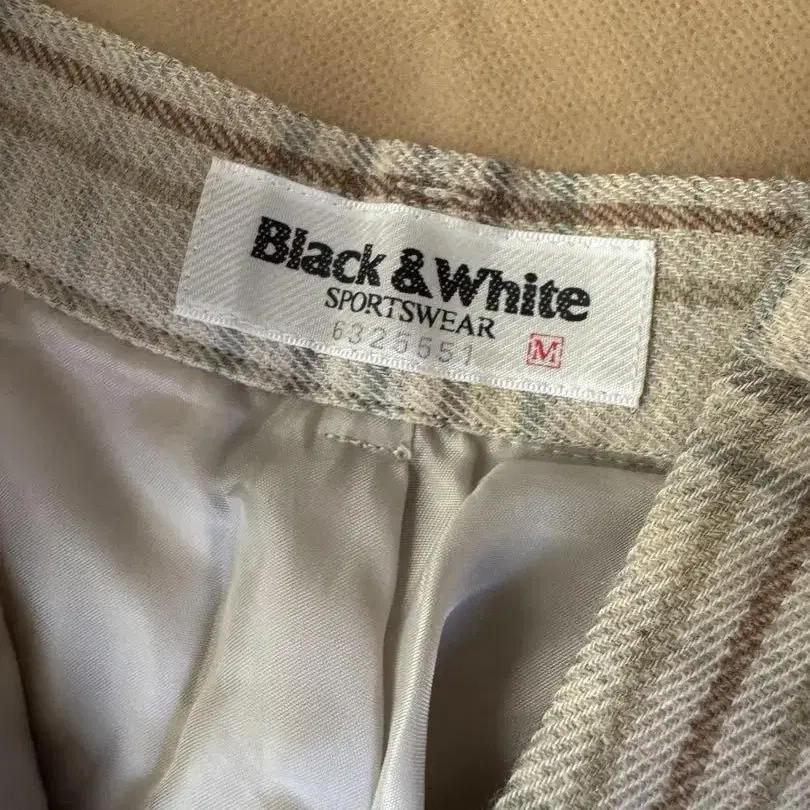 Black & White
SPORTSWEAR
6325551 M